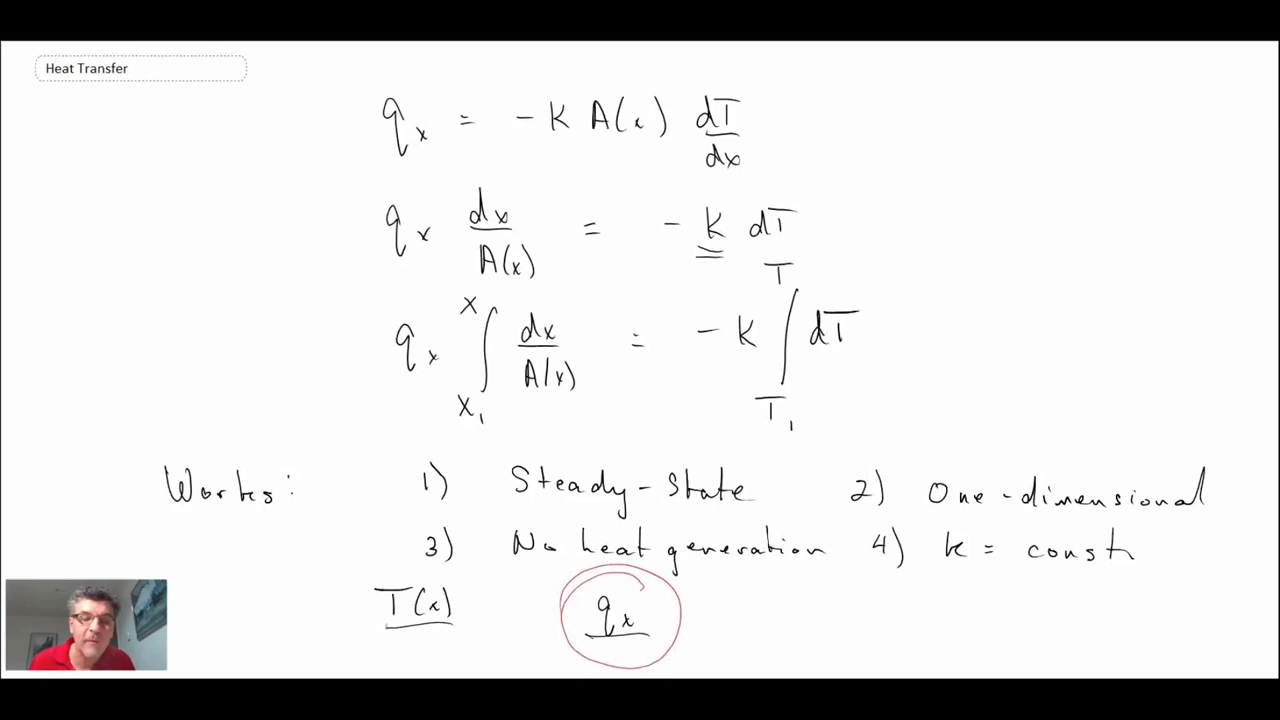 Heat Transfer
q_x = - K A(x) dT/dx
q_x dx/A(x) = - K dT
q_x ∫_{x_1}^{x} dx/A(x) = - K ∫_{T_1}^{T} dT
Works: 1) Steady-State 2) One-dimensional
3) No heat generation 4) k = const
T(x) q_x